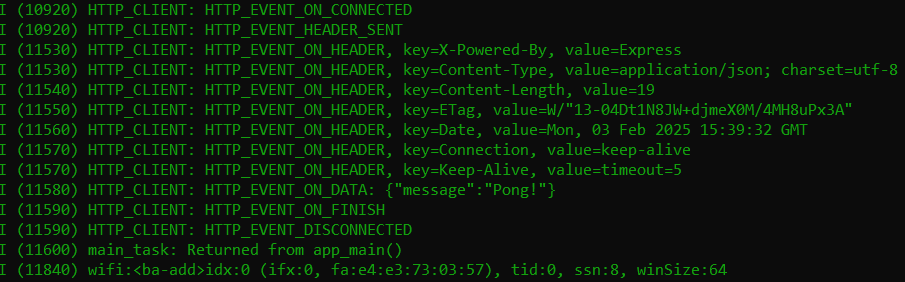 I (10920) HTTP_CLIENT: HTTP_EVENT_ON_CONNECTED
I (10920) HTTP_CLIENT: HTTP_EVENT_HEADER_SENT
I (11530) HTTP_CLIENT: HTTP_EVENT_ON_HEADER, key=X-Powered-By, value=Express
I (11530) HTTP_CLIENT: HTTP_EVENT_ON_HEADER, key=Content-Type, value=application/json; charset=utf-8
I (11540) HTTP_CLIENT: HTTP_EVENT_ON_HEADER, key=Content-Length, value=19
I (11550) HTTP_CLIENT: HTTP_EVENT_ON_HEADER, key=ETag, value=W/"13-04Dt1N8JW+djmeX0M/4MH8uPx3A"
I (11560) HTTP_CLIENT: HTTP_EVENT_ON_HEADER, key=Date, value=Mon, 03 Feb 2025 15:39:32 GMT
I (11570) HTTP_CLIENT: HTTP_EVENT_ON_HEADER, key=Connection, value=keep-alive
I (11570) HTTP_CLIENT: HTTP_EVENT_ON_HEADER, key=Keep-Alive, value=timeout=5
I (11580) HTTP_CLIENT: HTTP_EVENT_ON_DATA: {"message":"Pong!"}
I (11590) HTTP_CLIENT: HTTP_EVENT_ON_FINISH
I (11590) HTTP_CLIENT: HTTP_EVENT_DISCONNECTED
I (11600) main_task: Returned from app_main()
I (11840) wifi:<ba-add>idx:0 (ifx:0, fa:e4:e3:73:03:57), tid:0, ssn:8, winSize:64